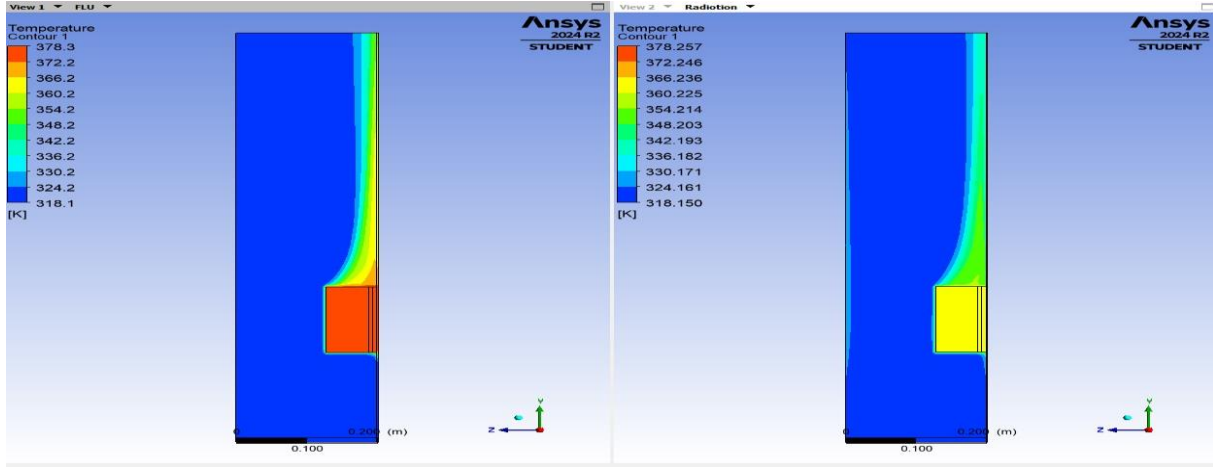 View 1 FLU
Ansys
2024 R2
STUDENT
Temperature
Contour 1
378.3
372.2
366.2
360.2
354.2
348.2
342.2
336.2
330.2
324.2
318.1
[K]
Y
Z
0 0.200 (m)
0.100
View 2 Radiotion
Ansys
2024 R2
STUDENT
Temperature
Contour 1
378.257
372.246
366.236
360.225
354.214
348.203
342.193
336.182
330.171
324.161
318.150
[K]
Y
Z
0 0.200 (m)
0.100